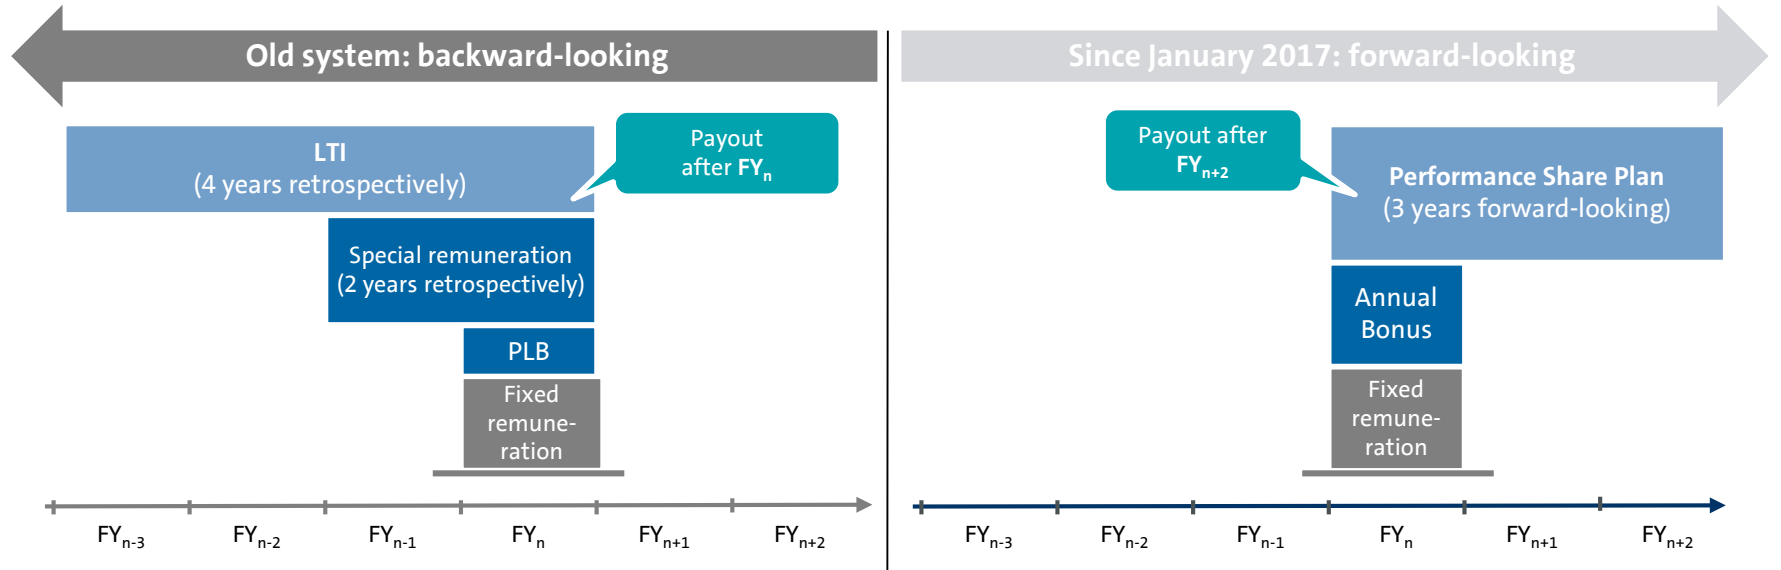 Old system: backward-looking
LTI
(4 years retrospectively)
Payout
after FYn
Special remuneration
(2 years retrospectively)
PLB
Fixed
remune-
ration
FYn-3 FYn-2 FYn-1 FYn FYn+1 FYn+2
Since January 2017: forward-looking
Payout after
FYn+2
Performance Share Plan
(3 years forward-looking)
Annual
Bonus
Fixed
remune-
ration
FYn-3 FYn-2 FYn-1 FYn FYn+1 FYn+2